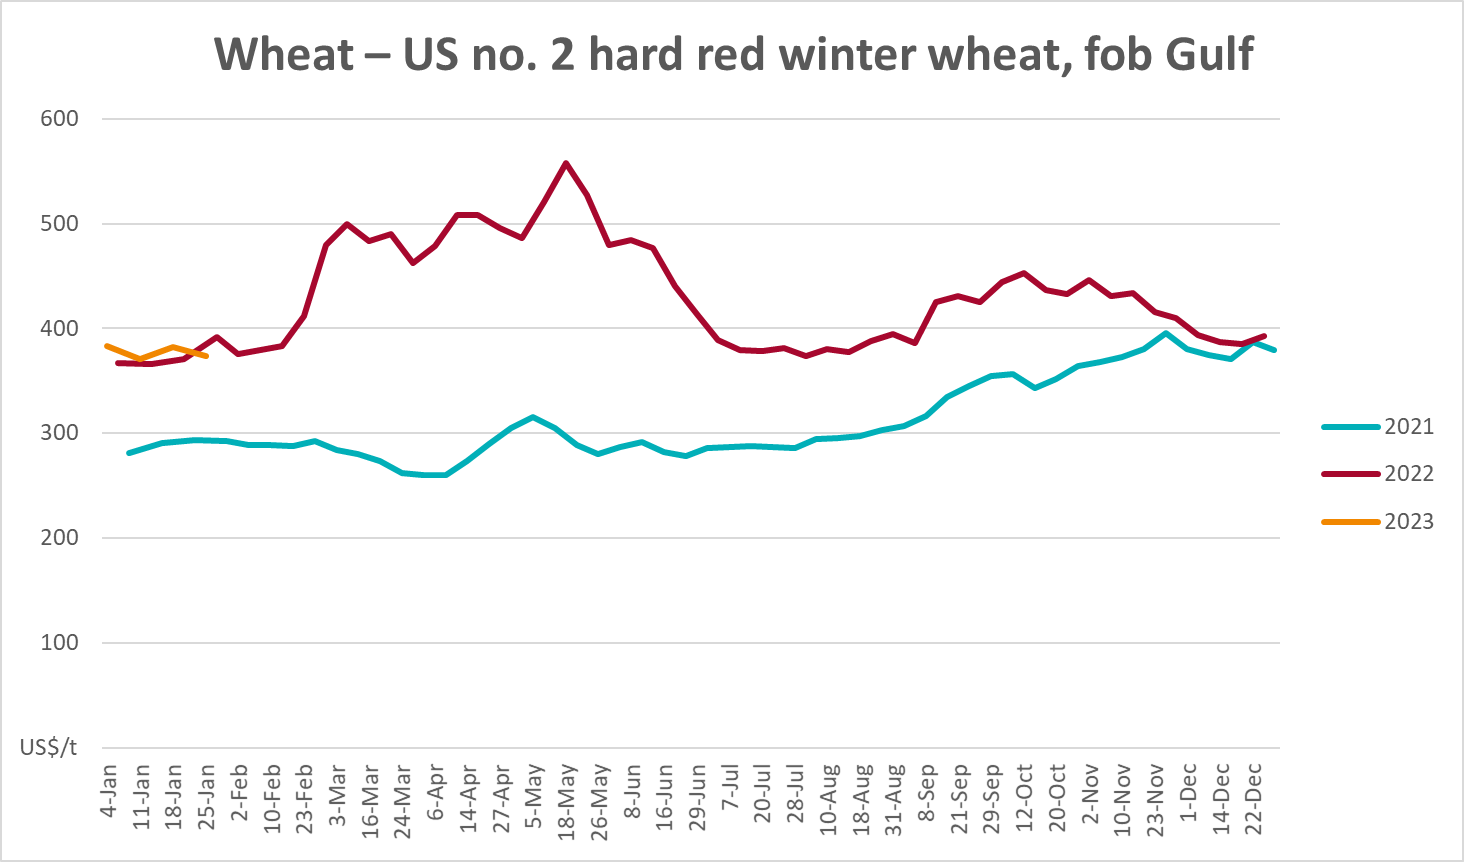 Wheat – US no. 2 hard red winter wheat, fob Gulf
600
500
400
300
200
100
US$/t
4-Jan
11-Jan
18-Jan
25-Jan
2-Feb
10-Feb
23-Feb
3-Mar
16-Mar
24-Mar
6-Apr
14-Apr
27-Apr
5-May
18-May
26-May
8-Jun
16-Jun
29-Jun
7-Jul
20-Jul
28-Jul
10-Aug
18-Aug
31-Aug
8-Sep
21-Sep
29-Sep
12-Oct
20-Oct
2-Nov
10-Nov
23-Nov
1-Dec
14-Dec
22-Dec
2021
2022
2023